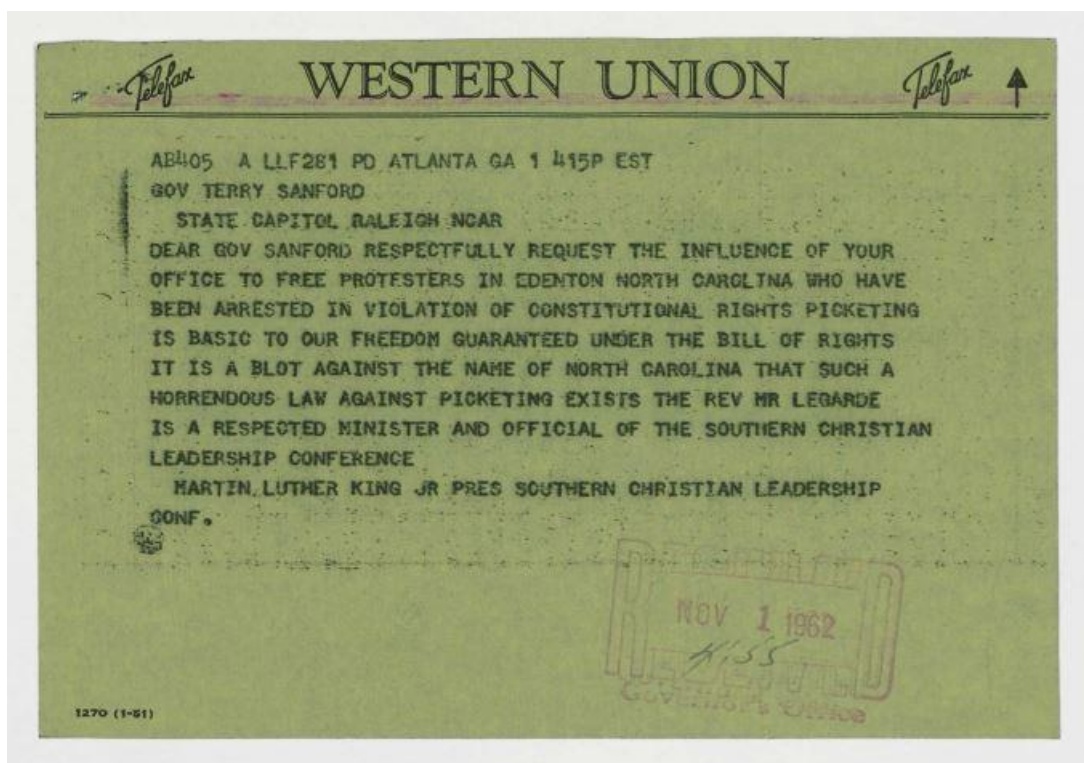 Telefax WESTERN UNION Telefax
AB405 A LLF281 PD ATLANTA GA 1 415P EST
GOV TERRY SANFORD
STATE CAPITOL RALEIGH NCAR
DEAR GOV SANFORD RESPECTFULLY REQUEST THE INFLUENCE OF YOUR
OFFICE TO FREE PROTESTERS IN EDENTON NORTH CAROLINA WHO HAVE
BEEN ARRESTED IN VIOLATION OF CONSTITUTIONAL RIGHTS PICKETING
IS BASIC TO OUR FREEDOM GUARANTEED UNDER THE BILL OF RIGHTS
IT IS A BLOT AGAINST THE NAME OF NORTH CAROLINA THAT SUCH A
HORRENDOUS LAW AGAINST PICKETING EXISTS THE REV MR LEGARDE
IS A RESPECTED MINISTER AND OFFICIAL OF THE SOUTHERN CHRISTIAN
LEADERSHIP CONFERENCE
MARTIN LUTHER KING JR PRES SOUTHERN CHRISTIAN LEADERSHIP
CONF.
NOV 1 1962
4:55
Governor's Office
1270 (1-51)